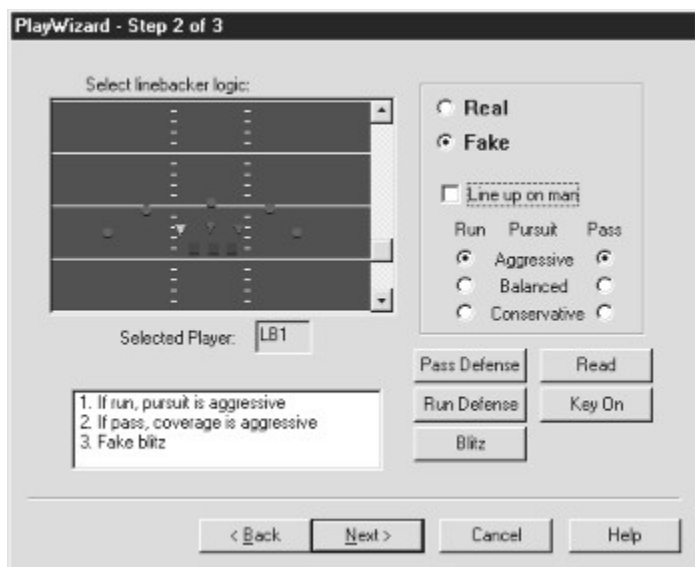 PlayWizard - Step 2 of 3
Select linebacker logic:
Real
Fake
Line up on man
Run Pursuit Pass
Aggressive
Balanced
Conservative
Selected Player: LB1
Pass Defense Read
1. If run, pursuit is aggressive
2. If pass, coverage is aggressive
3. Fake blitz
Run Defense Key On
Blitz
< Back Next > Cancel Help